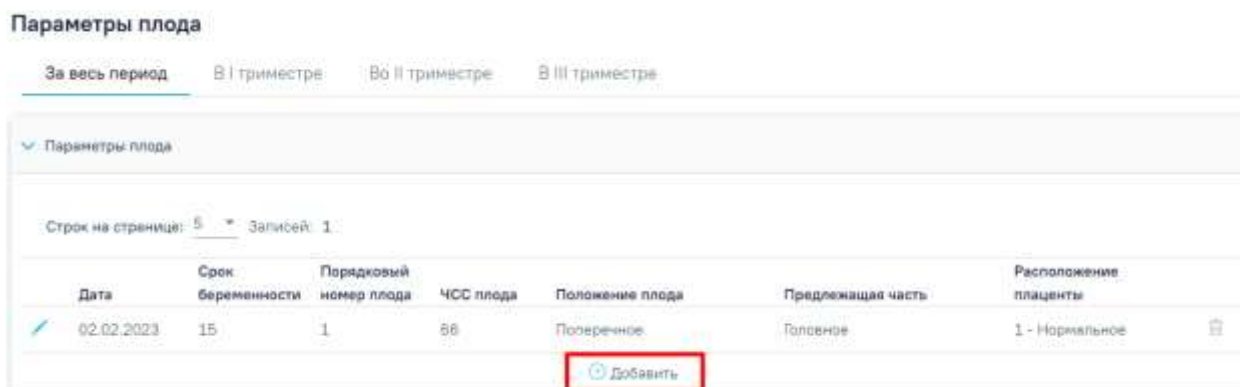 Параметры плода
За весь период В I триместре Во II триместре В III триместре
Параметры плода
Строк на странице: 5 Записей: 1
Дата Срок беременности Порядковый номер плода ЧСС плода Положение плода Предлежащая часть Расположение плаценты
02.02.2023 15 1 66 Поперечное Головное 1 - Нормальное
Добавить